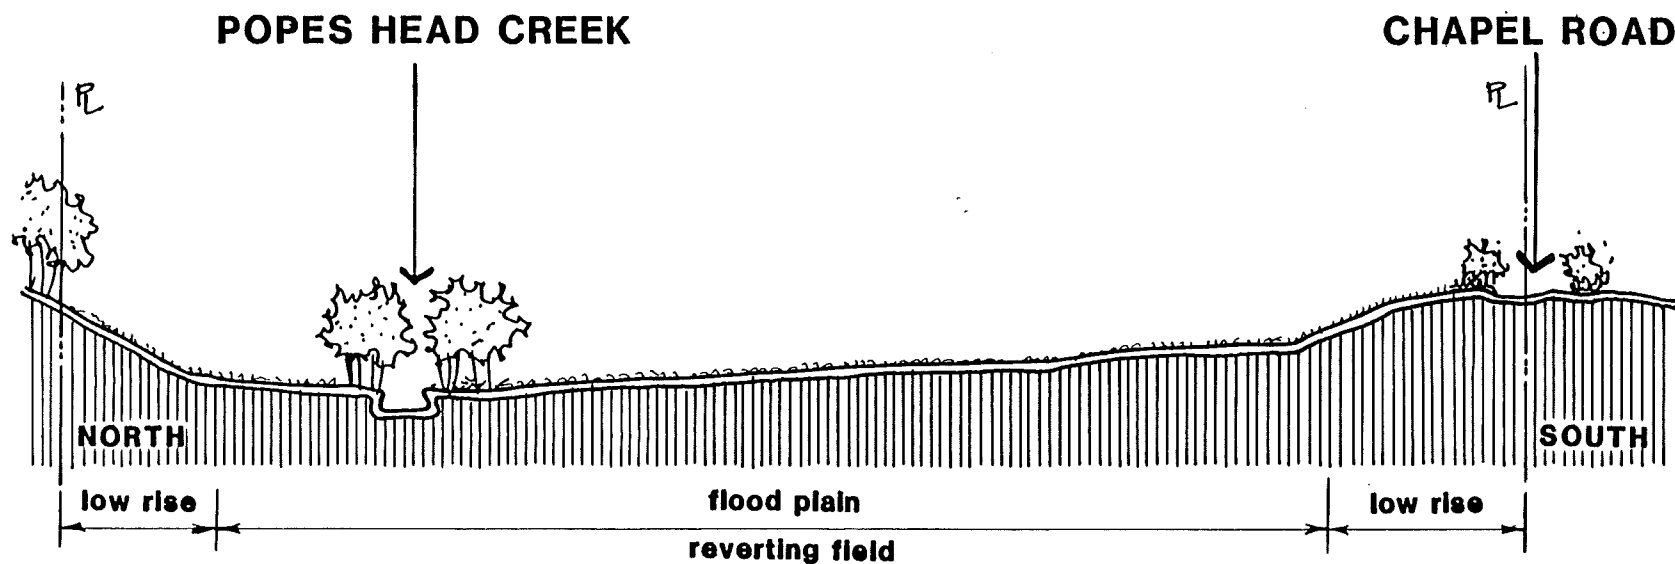 POPES HEAD CREEK
CHAPEL ROAD
PL
PL
NORTH
SOUTH
low rise
flood plain
low rise
reverting field